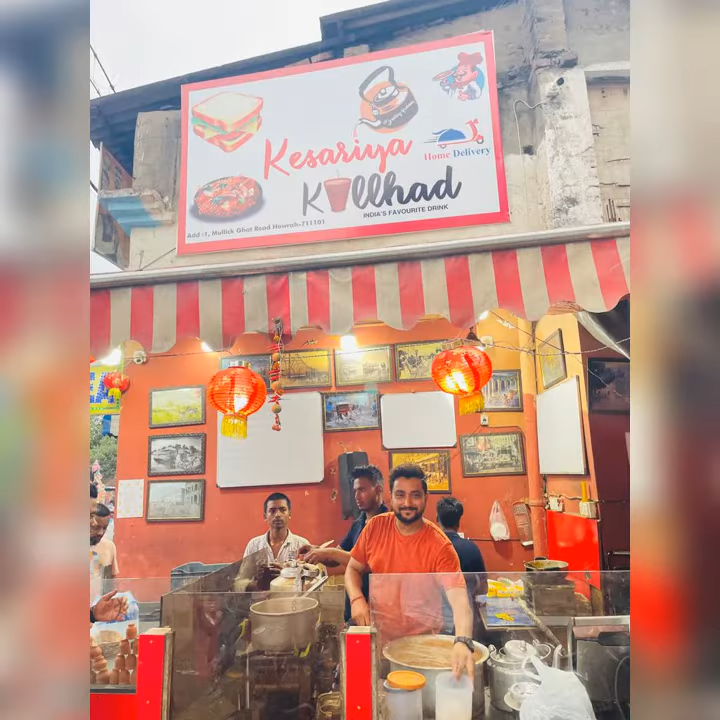 Kesariya
Home Delivery
Kullhad
INDIA'S FAVOURITE DRINK
Add :1, Mullick Ghat Road Howrah-711101